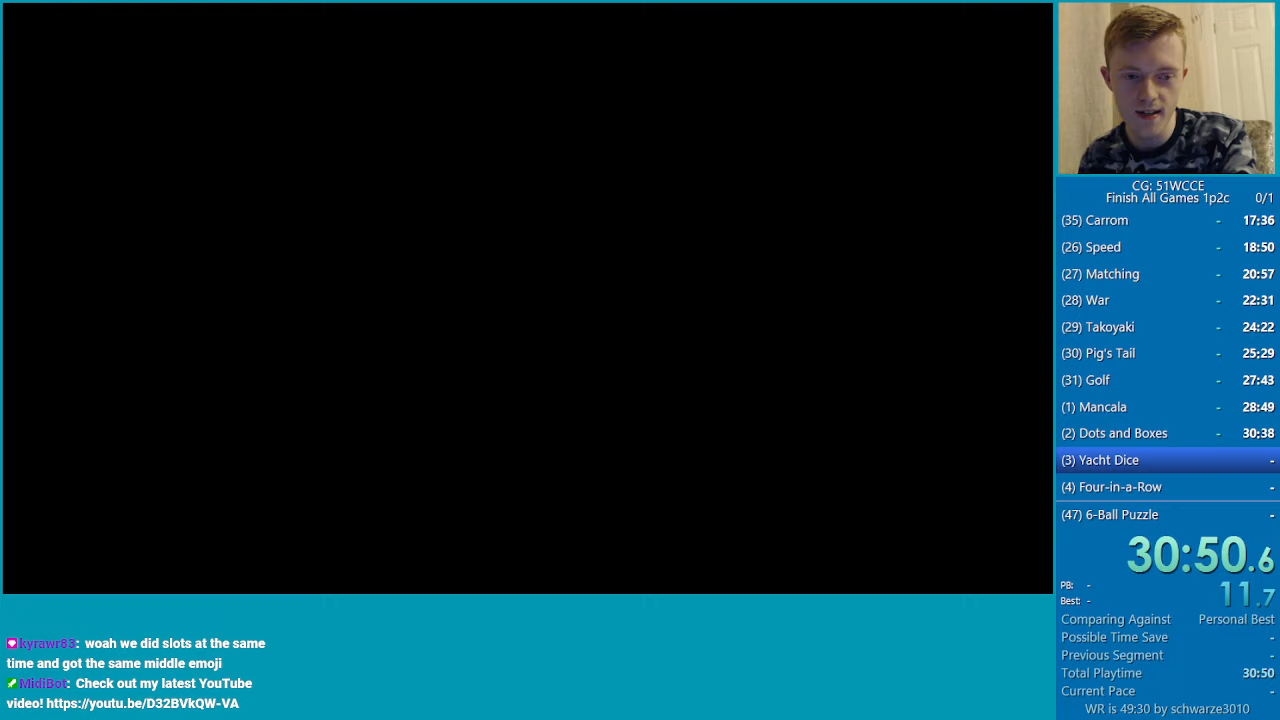 CG: 51WCCE
Finish All Games 1p2c 0/1
(35) Carrom - 17:36
(26) Speed - 18:50
(27) Matching - 20:57
(28) War - 22:31
(29) Takoyaki - 24:22
(30) Pig's Tail - 25:29
(31) Golf - 27:43
(1) Mancala - 28:49
(2) Dots and Boxes - 30:38
(3) Yacht Dice -
(4) Four-in-a-Row -
(47) 6-Ball Puzzle -
30:50.6
PB: - 11.7
Best: -
Comparing Against Personal Best
Possible Time Save -
Previous Segment -
Total Playtime 30:50
Current Pace -
WR is 49:30 by schwarze3010
kyrawr83: woah we did slots at the same
time and got the same middle emoji
MidiBot: Check out my latest YouTube
video! https://youtu.be/D32BVkQW-VA